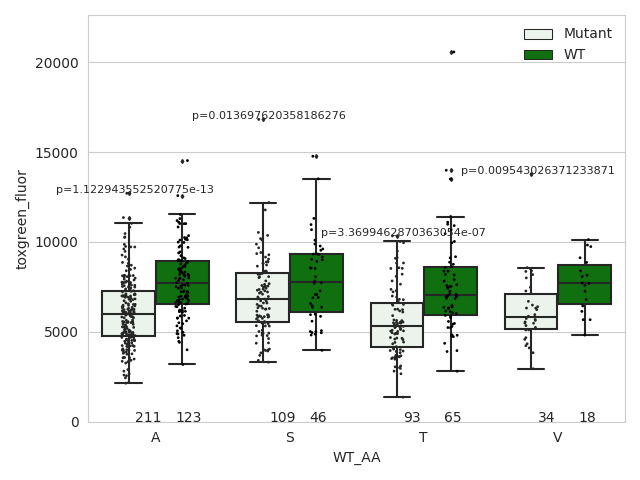 Mutant
WT
20000
15000
10000
5000
0
toxgreen_fluor
p=1.122943552520775e-13
p=0.013697620358186276
p=3.3699462870363054e-07
p=0.009543026371233871
211 123 109 46 93 65 34 18
A S T V
WT_AA